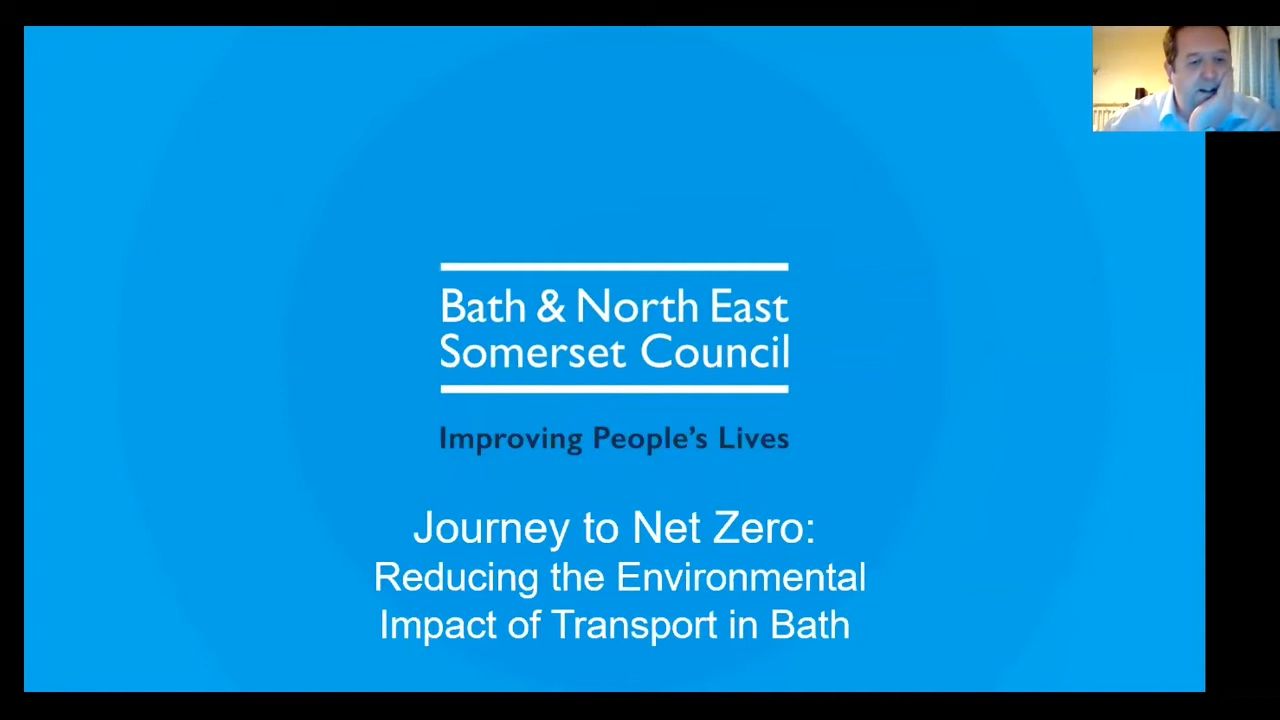 Bath & North East
Somerset Council
Improving People's Lives
Journey to Net Zero:
Reducing the Environmental
Impact of Transport in Bath